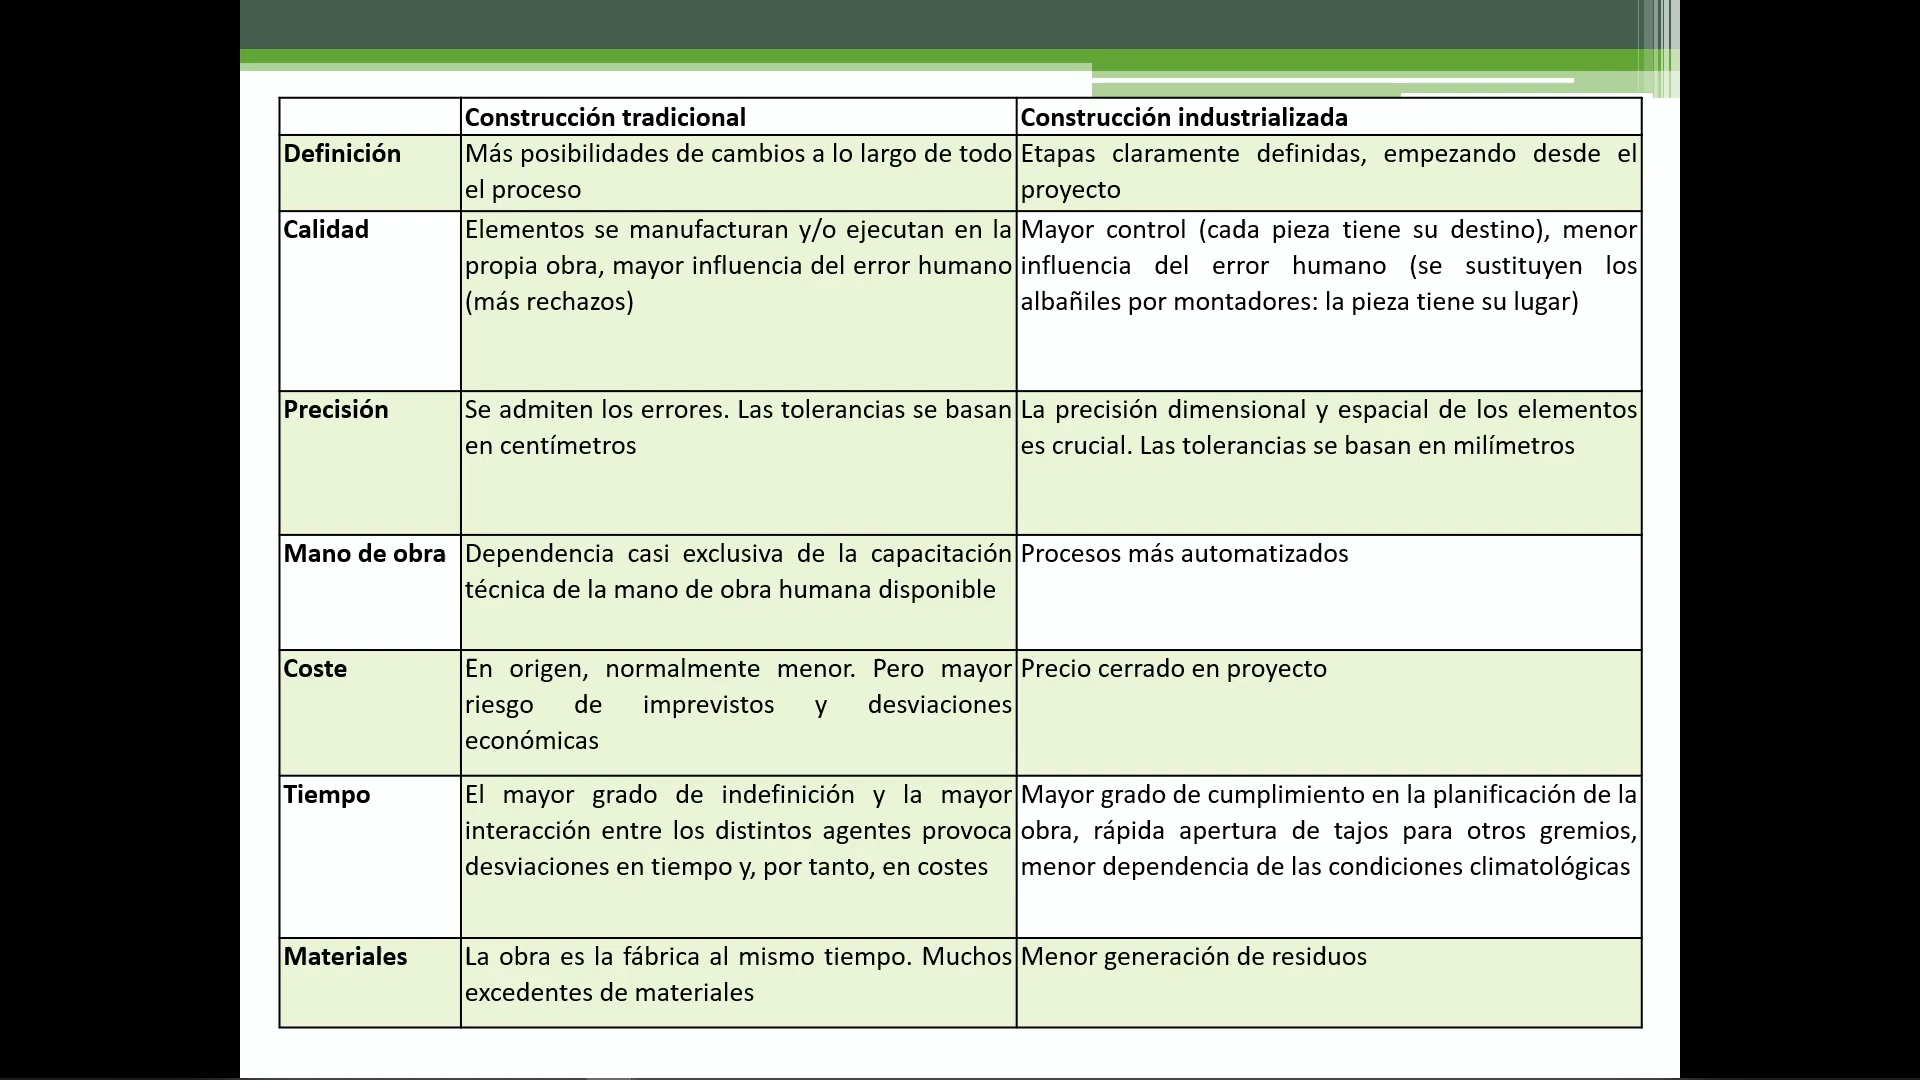 Construcción tradicional
Construcción industrializada
Definición
Más posibilidades de cambios a lo largo de todo
el proceso
Etapas claramente definidas, empezando desde el
proyecto
Calidad
Elementos se manufacturan y/o ejecutan en la
propia obra, mayor influencia del error humano
(más rechazos)
Mayor control (cada pieza tiene su destino), menor
influencia del error humano (se sustituyen los
albañiles por montadores: la pieza tiene su lugar)
Precisión
Se admiten los errores. Las tolerancias se basan
en centímetros
La precisión dimensional y espacial de los elementos
es crucial. Las tolerancias se basan en milímetros
Mano de obra
Dependencia casi exclusiva de la capacitación
técnica de la mano de obra humana disponible
Procesos más automatizados
Coste
En origen, normalmente menor. Pero mayor
riesgo de imprevistos y desviaciones
económicas
Precio cerrado en proyecto
Tiempo
El mayor grado de indefinición y la mayor
interacción entre los distintos agentes provoca
desviaciones en tiempo y, por tanto, en costes
Mayor grado de cumplimiento en la planificación de la
obra, rápida apertura de tajos para otros gremios,
menor dependencia de las condiciones climatológicas
Materiales
La obra es la fábrica al mismo tiempo. Muchos
excedentes de materiales
Menor generación de residuos